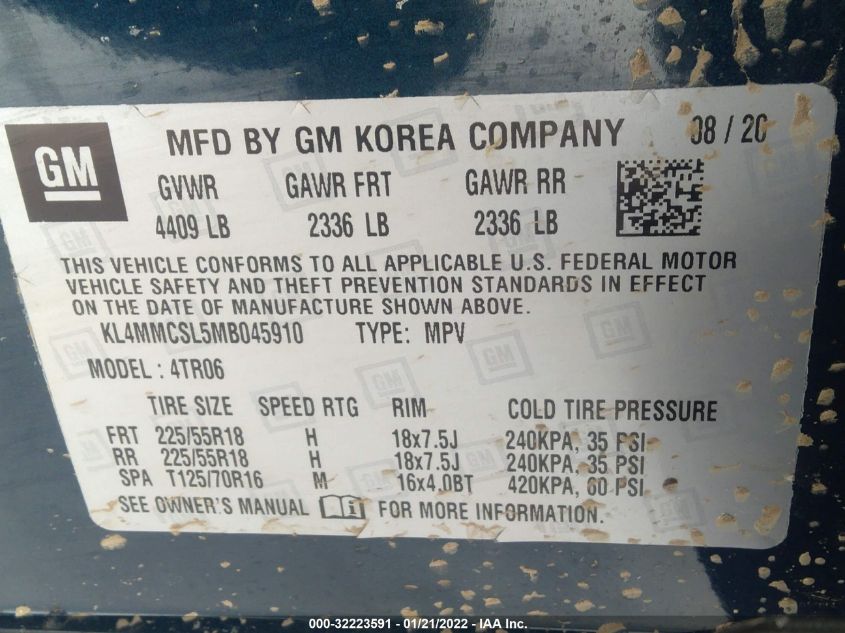 GM
MFD BY GM KOREA COMPANY 08 / 20
GVWR GAWR FRT GAWR RR
4409 LB 2336 LB 2336 LB
THIS VEHICLE CONFORMS TO ALL APPLICABLE U.S. FEDERAL MOTOR
VEHICLE SAFETY AND THEFT PREVENTION STANDARDS IN EFFECT
ON THE DATE OF MANUFACTURE SHOWN ABOVE.
KL4MMCSL5MB045910 TYPE: MPV
MODEL : 4TR06
TIRE SIZE SPEED RTG RIM COLD TIRE PRESSURE
FRT 225/55R18 H 18x7.5J 240KPA, 35 PSI
RR 225/55R18 H 18x7.5J 240KPA, 35 PSI
SPA T125/70R16 M 16x4.0BT 420KPA, 60 PSI
SEE OWNER'S MANUAL i FOR MORE INFORMATION.
000-32223591 - 01/21/2022 - IAA Inc.